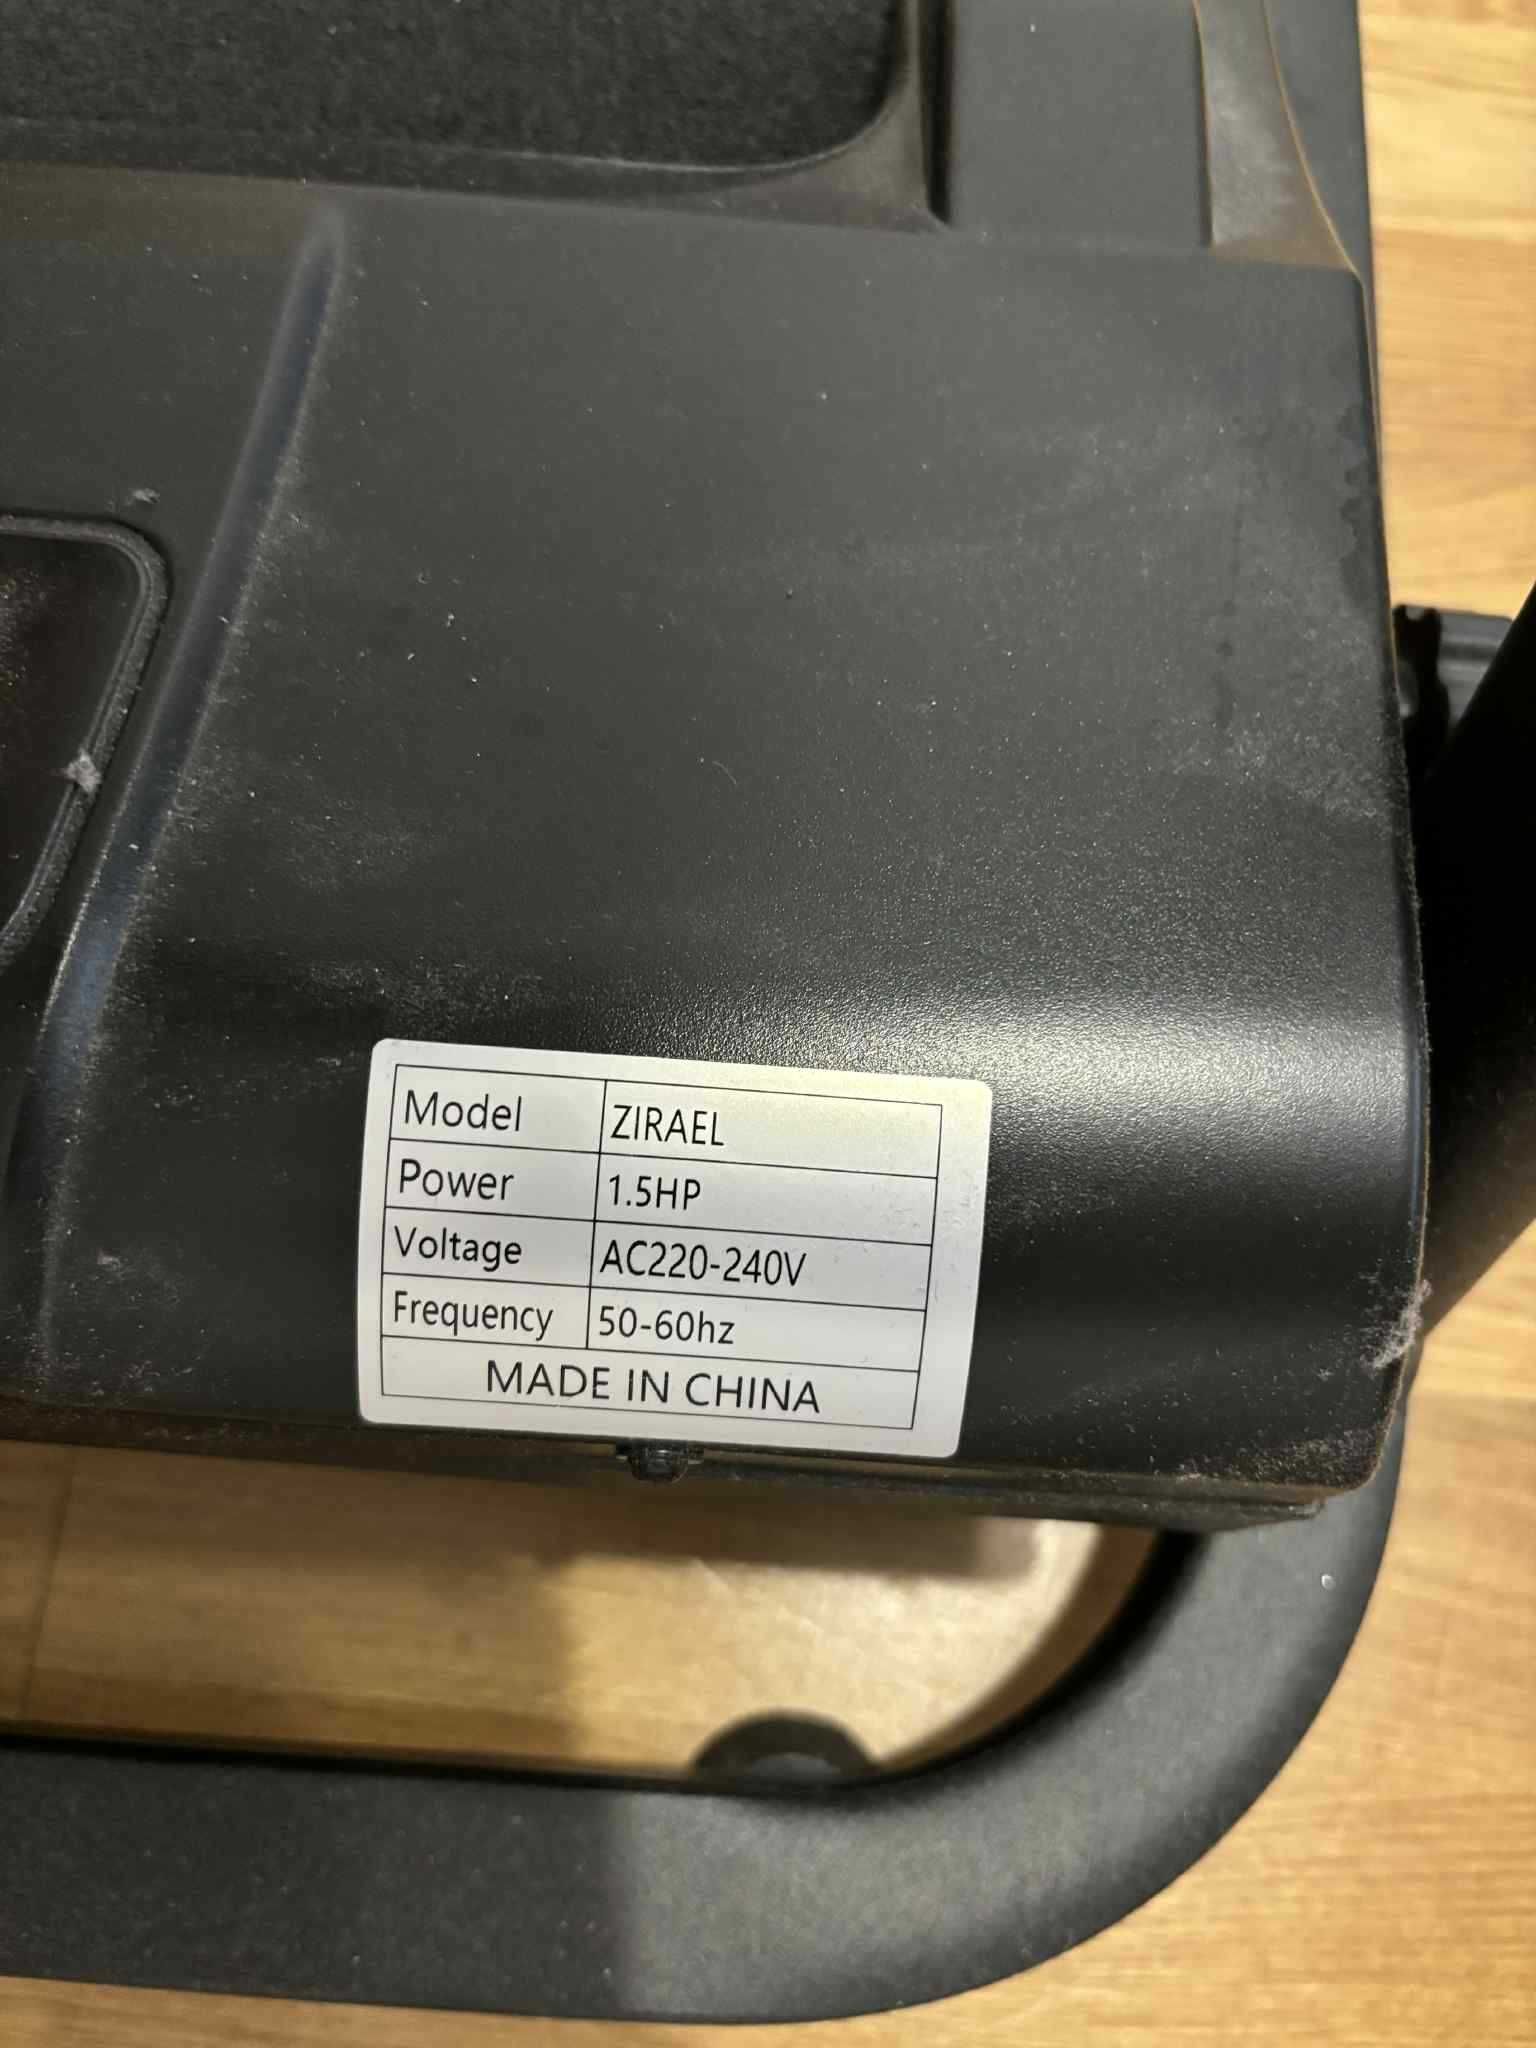 Model ZIRAEL
Power 1.5HP
Voltage AC220-240V
Frequency 50-60hz
MADE IN CHINA